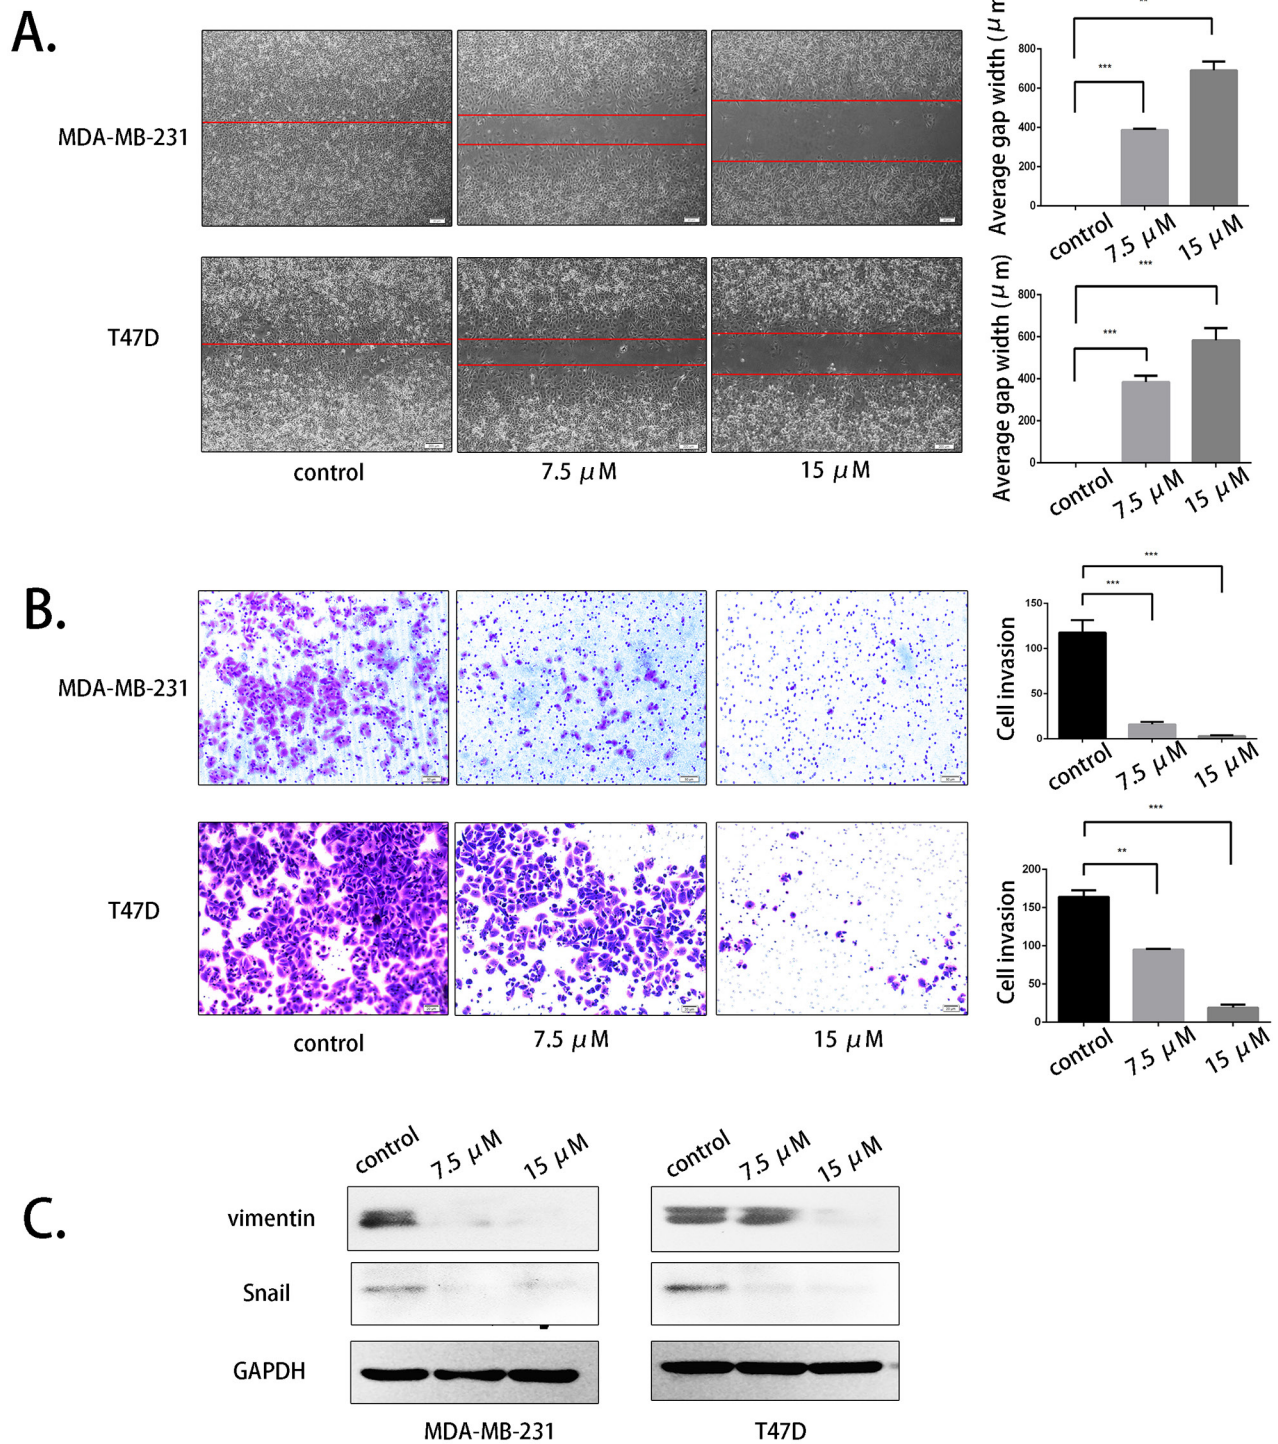 A.
MDA-MB-231
T47D
control
7.5 μM
15 μM
Average gap width (μm)
800
600
400
200
0
**
***
control
7.5 μM
15 μM
Average gap width (μm)
800
600
400
200
0
***
***
control
7.5 μM
15 μM
B.
MDA-MB-231
T47D
control
7.5 μM
15 μM
Cell invasion
150
100
50
0
***
***
control
7.5 μM
15 μM
Cell invasion
200
150
100
50
0
***
**
control
7.5 μM
15 μM
C.
control
7.5 μM
15 μM
control
7.5 μM
15 μM
vimentin
Snail
GAPDH
MDA-MB-231
T47D